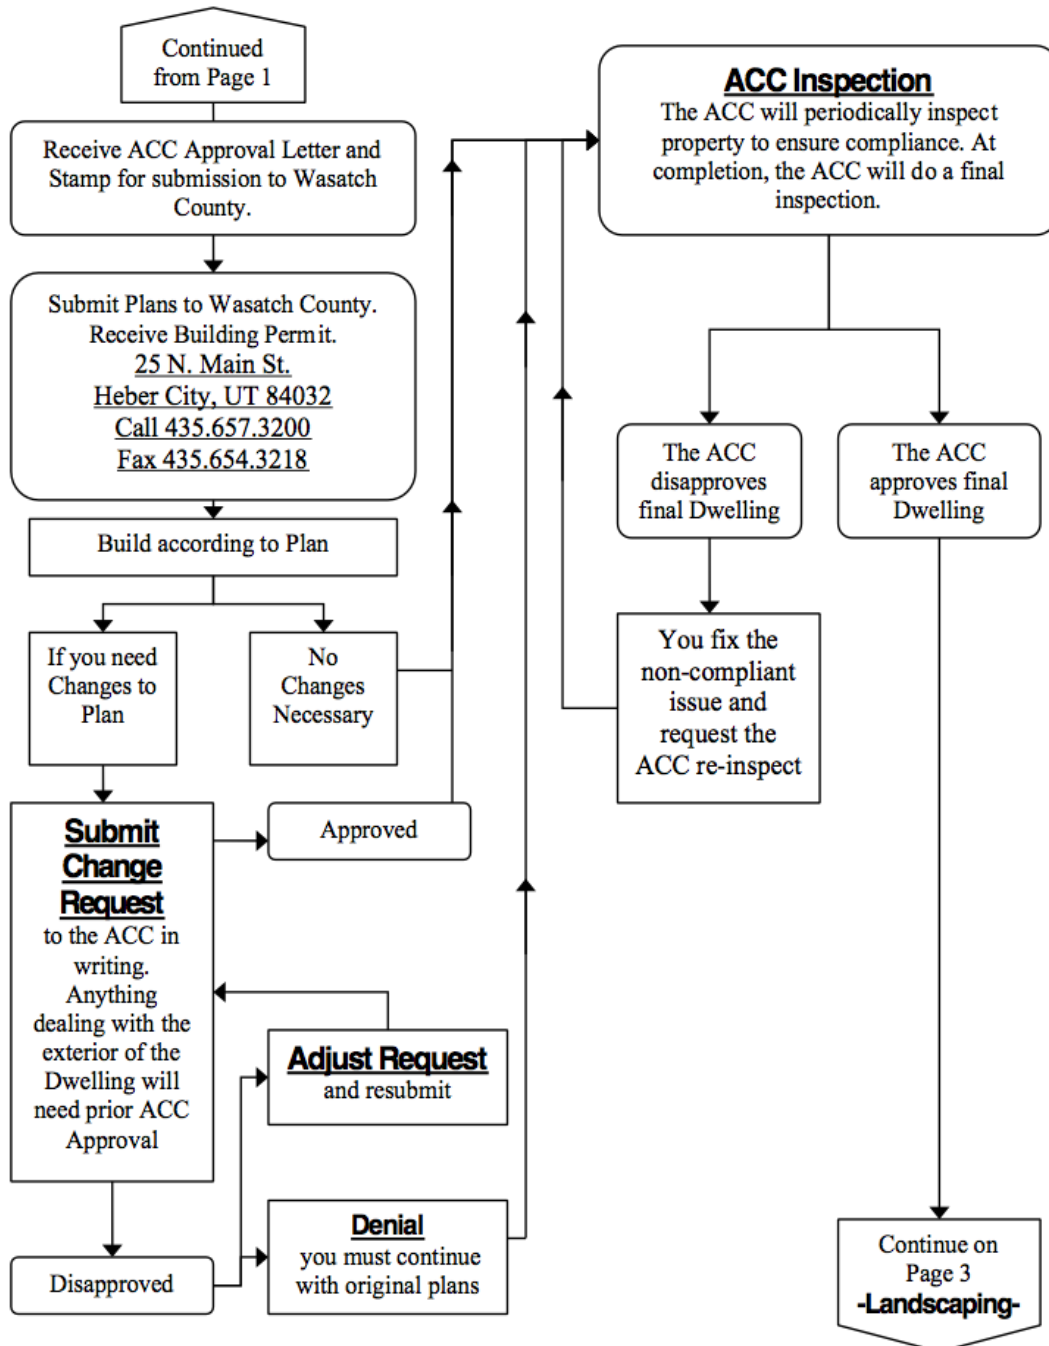 Continued
from Page 1
Receive ACC Approval Letter and
Stamp for submission to Wasatch
County.
Submit Plans to Wasatch County.
Receive Building Permit.
25 N. Main St.
Heber City, UT 84032
Call 435.657.3200
Fax 435.654.3218
Build according to Plan
If you need
Changes to
Plan
No
Changes
Necessary
Submit
Change
Request
to the ACC in
writing.
Anything
dealing with the
exterior of the
Dwelling will
need prior ACC
Approval
Approved
Adjust Request
and resubmit
Disapproved
Denial
you must continue
with original plans
ACC Inspection
The ACC will periodically inspect
property to ensure compliance. At
completion, the ACC will do a final
inspection.
The ACC
disapproves
final Dwelling
The ACC
approves final
Dwelling
You fix the
non-compliant
issue and
request the
ACC re-inspect
Continue on
Page 3
-Landscaping-